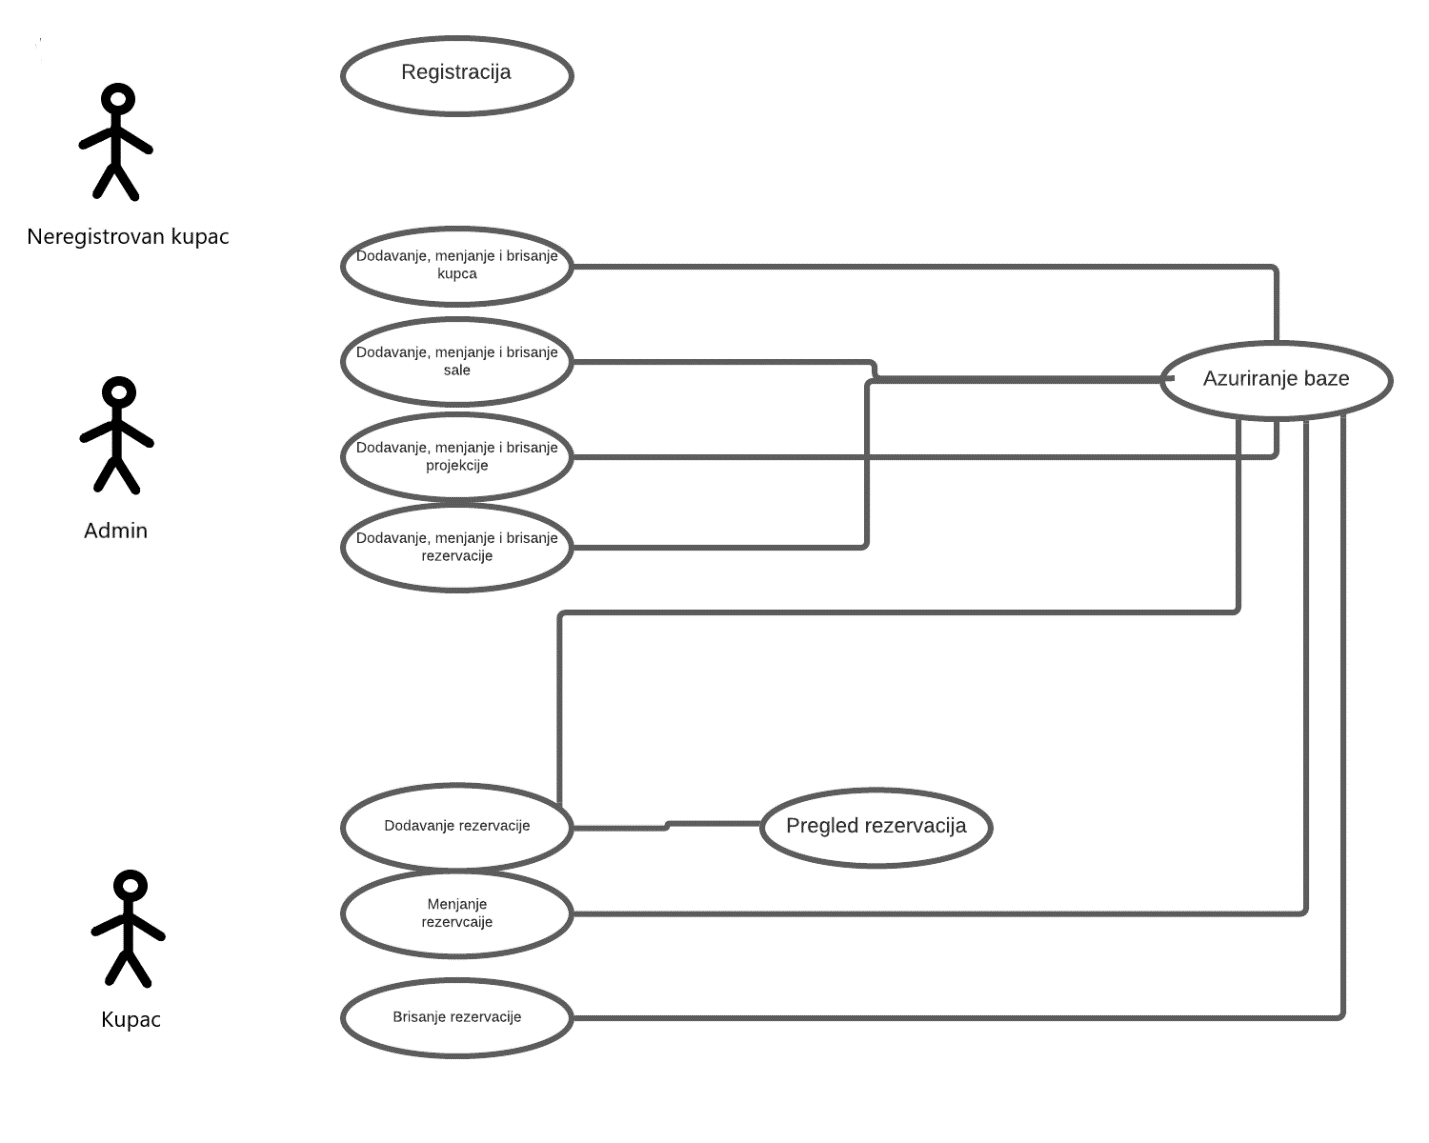 Registracija
Neregistrovan kupac
Dodavanje, menjanje i brisanje
kupca
Dodavanje, menjanje i brisanje
sale
Azuriranje baze
Dodavanje, menjanje i brisanje
projekcije
Admin
Dodavanje, menjanje i brisanje
rezervacije
Dodavanje rezervacije
Pregled rezervacija
Menjanje
rezervcaije
Kupac
Brisanje rezervacije